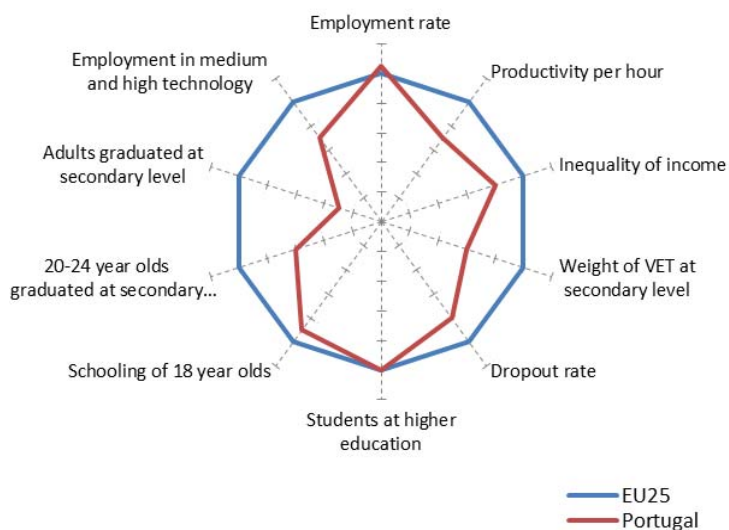 Employment rate
Productivity per hour
Inequality of income
Weight of VET at
secondary level
Dropout rate
Students at higher
education
Schooling of 18 year olds
20-24 year olds
graduated at secondary...
Adults graduated at
secondary level
Employment in medium
and high technology
EU25
Portugal